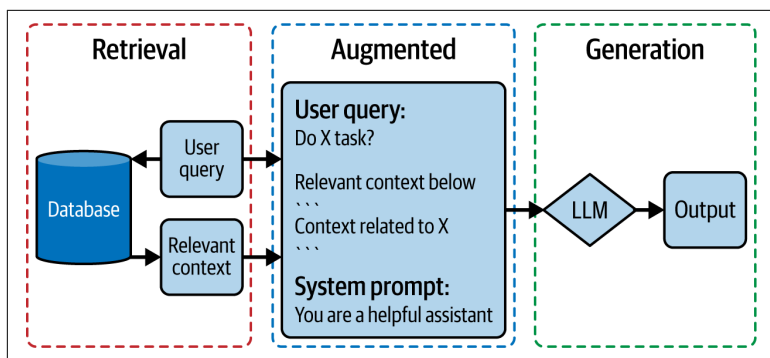 Retrieval
Augmented
Generation
Database
User
query
Relevant
context
User query:
Do X task?
Relevant context below
```
Context related to X
```
System prompt:
You are a helpful assistant
LLM
Output